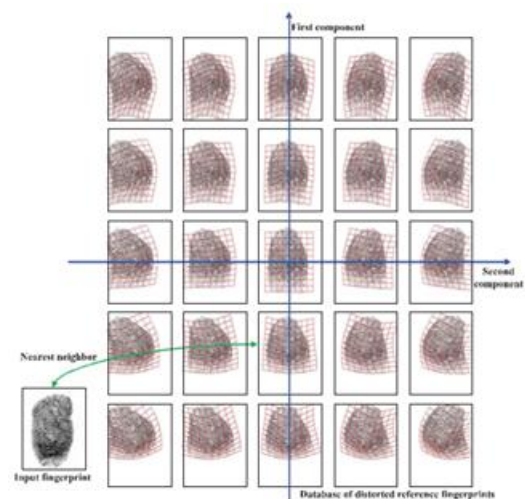 First component
Second
component
Nearest neighbor
Input fingerprint
Database of distorted reference fingerprints